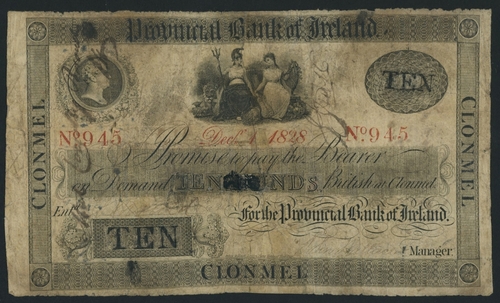 Provincial Bank of Ireland.
TEN
CLONMEL
CLONMEL
No 945
Decr. 1 1828
No 945
I Promise to pay the Bearer
on Demand TEN POUNDS British at Clonmel
Entd.
For the Provincial Bank of Ireland.
TEN
Manager
CLONMEL